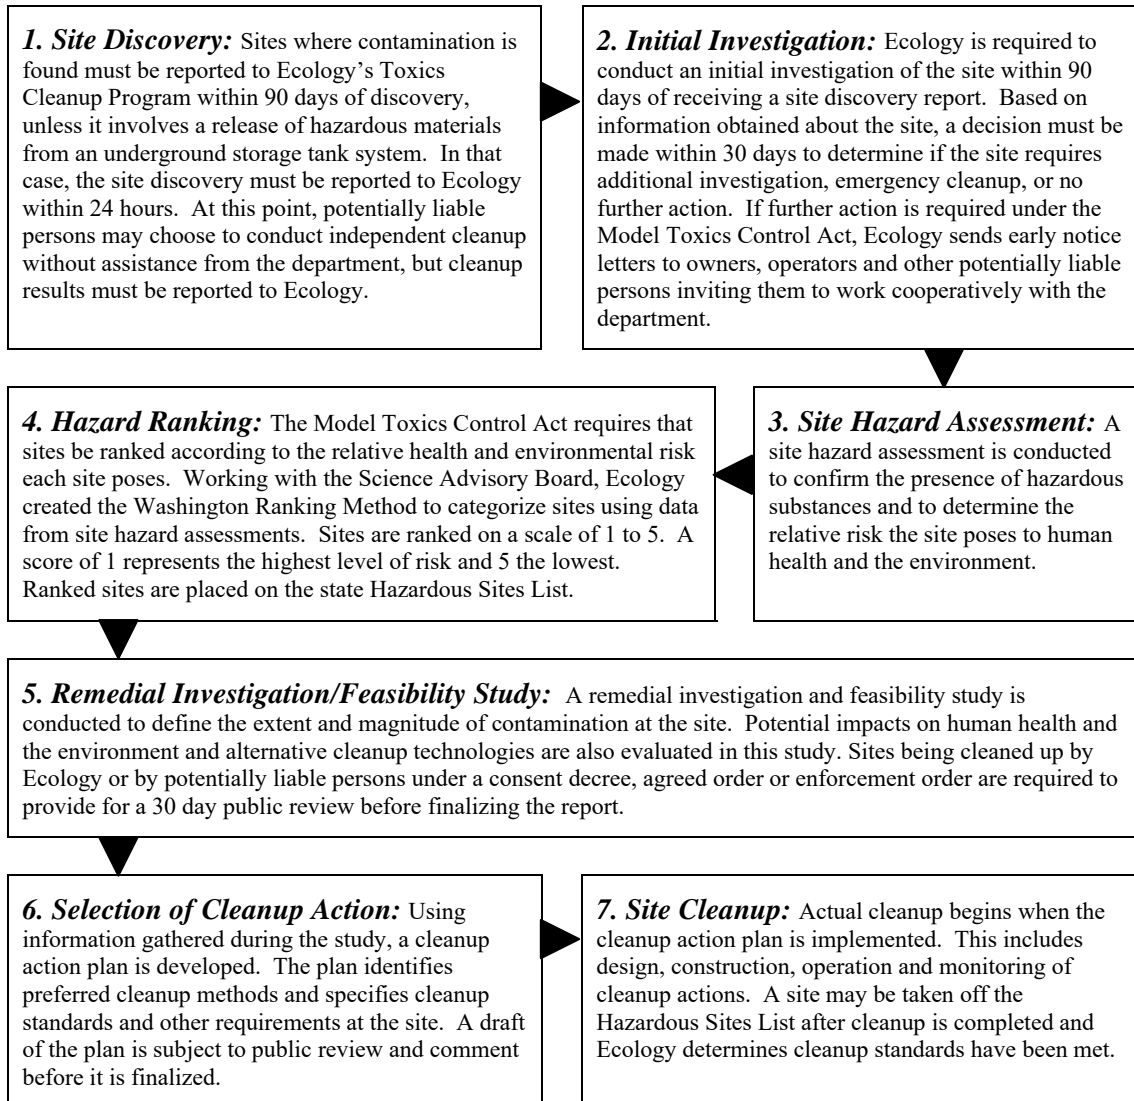 1. Site Discovery: Sites where contamination is
found must be reported to Ecology's Toxics
Cleanup Program within 90 days of discovery,
unless it involves a release of hazardous materials
from an underground storage tank system.  In that
case, the site discovery must be reported to Ecology
within 24 hours.  At this point, potentially liable
persons may choose to conduct independent cleanup
without assistance from the department, but cleanup
results must be reported to Ecology.
2. Initial Investigation: Ecology is required to
conduct an initial investigation of the site within 90
days of receiving a site discovery report.  Based on
information obtained about the site, a decision must be
made within 30 days to determine if the site requires
additional investigation, emergency cleanup, or no
further action.  If further action is required under the
Model Toxics Control Act, Ecology sends early notice
letters to owners, operators and other potentially liable
persons inviting them to work cooperatively with the
department.
3. Site Hazard Assessment: A
site hazard assessment is conducted
to confirm the presence of hazardous
substances and to determine the
relative risk the site poses to human
health and the environment.
4. Hazard Ranking: The Model Toxics Control Act requires that
sites be ranked according to the relative health and environmental risk
each site poses.  Working with the Science Advisory Board, Ecology
created the Washington Ranking Method to categorize sites using data
from site hazard assessments.  Sites are ranked on a scale of 1 to 5.  A
score of 1 represents the highest level of risk and 5 the lowest.
Ranked sites are placed on the state Hazardous Sites List.
5. Remedial Investigation/Feasibility Study:  A remedial investigation and feasibility study is
conducted to define the extent and magnitude of contamination at the site.  Potential impacts on human health and
the environment and alternative cleanup technologies are also evaluated in this study. Sites being cleaned up by
Ecology or by potentially liable persons under a consent decree, agreed order or enforcement order are required to
provide for a 30 day public review before finalizing the report.
6. Selection of Cleanup Action: Using
information gathered during the study, a cleanup
action plan is developed.  The plan identifies
preferred cleanup methods and specifies cleanup
standards and other requirements at the site.  A draft
of the plan is subject to public review and comment
before it is finalized.
7. Site Cleanup: Actual cleanup begins when the
cleanup action plan is implemented.  This includes
design, construction, operation and monitoring of
cleanup actions.  A site may be taken off the
Hazardous Sites List after cleanup is completed and
Ecology determines cleanup standards have been met.